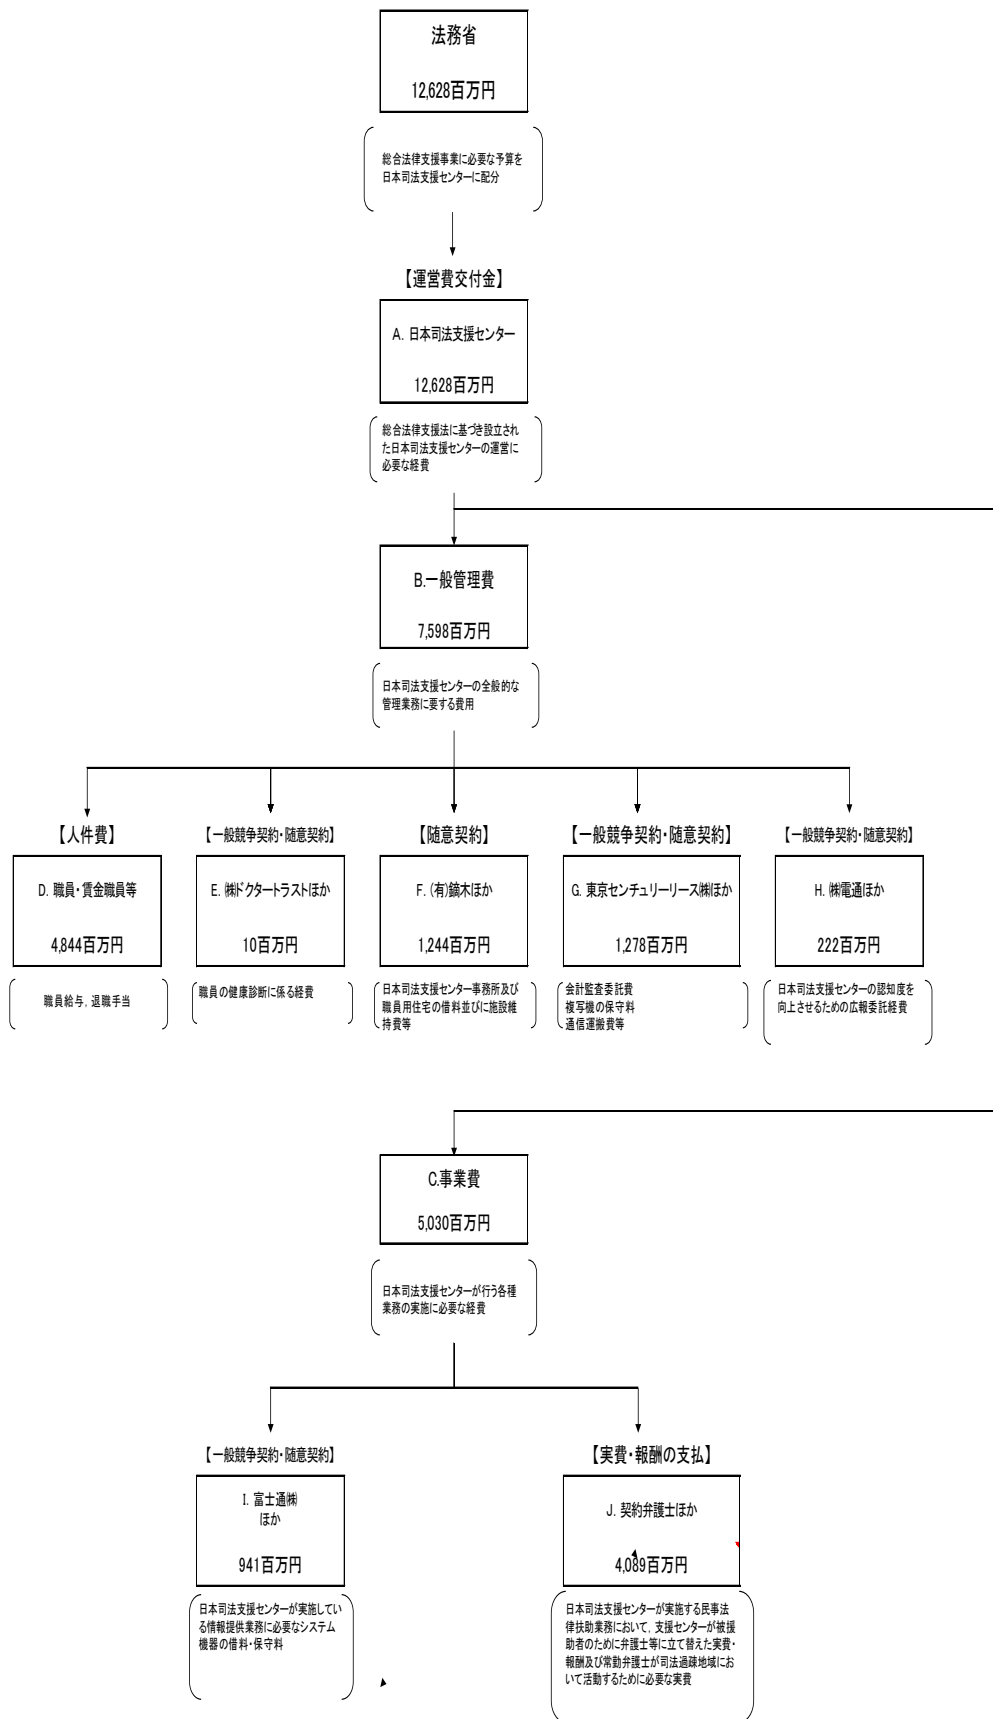 法務省
12,628百万円
総合法律支援事業に必要な予算を
日本司法支援センターに配分
【運営費交付金】
A. 日本司法支援センター
12,628百万円
総合法律支援法に基づき設立され
た日本司法支援センターの運営に
必要な経費
B.一般管理費
7,598百万円
日本司法支援センターの全般的な
管理業務に要する費用
【人件費】
D. 職員・賃金職員等
4,844百万円
職員給与，退職手当
【一般競争契約・随意契約】
E. ㈱ドクタートラストほか
10百万円
職員の健康診断に係る経費
【随意契約】
F. (有)鏑木ほか
1,244百万円
日本司法支援センター事務所及び
職員用住宅の借料並びに施設維
持費等
【一般競争契約・随意契約】
G. 東京センチュリーリース㈱ほか
1,278百万円
会計監査委託費
複写機の保守料
通信運搬費等
【一般競争契約・随意契約】
H. ㈱電通ほか
222百万円
日本司法支援センターの認知度を
向上させるための広報委託経費
C.事業費
5,030百万円
日本司法支援センターが行う各種
業務の実施に必要な経費
【一般競争契約・随意契約】
I. 富士通㈱
ほか
941百万円
日本司法支援センターが実施してい
る情報提供業務に必要なシステム
機器の借料・保守料
【実費・報酬の支払】
J. 契約弁護士ほか
4,089百万円
日本司法支援センターが実施する民事法
律扶助業務において，支援センターが被援
助者のために弁護士等に立て替えた実費・
報酬及び常勤弁護士が司法過疎地域にお
いて活動するために必要な実費